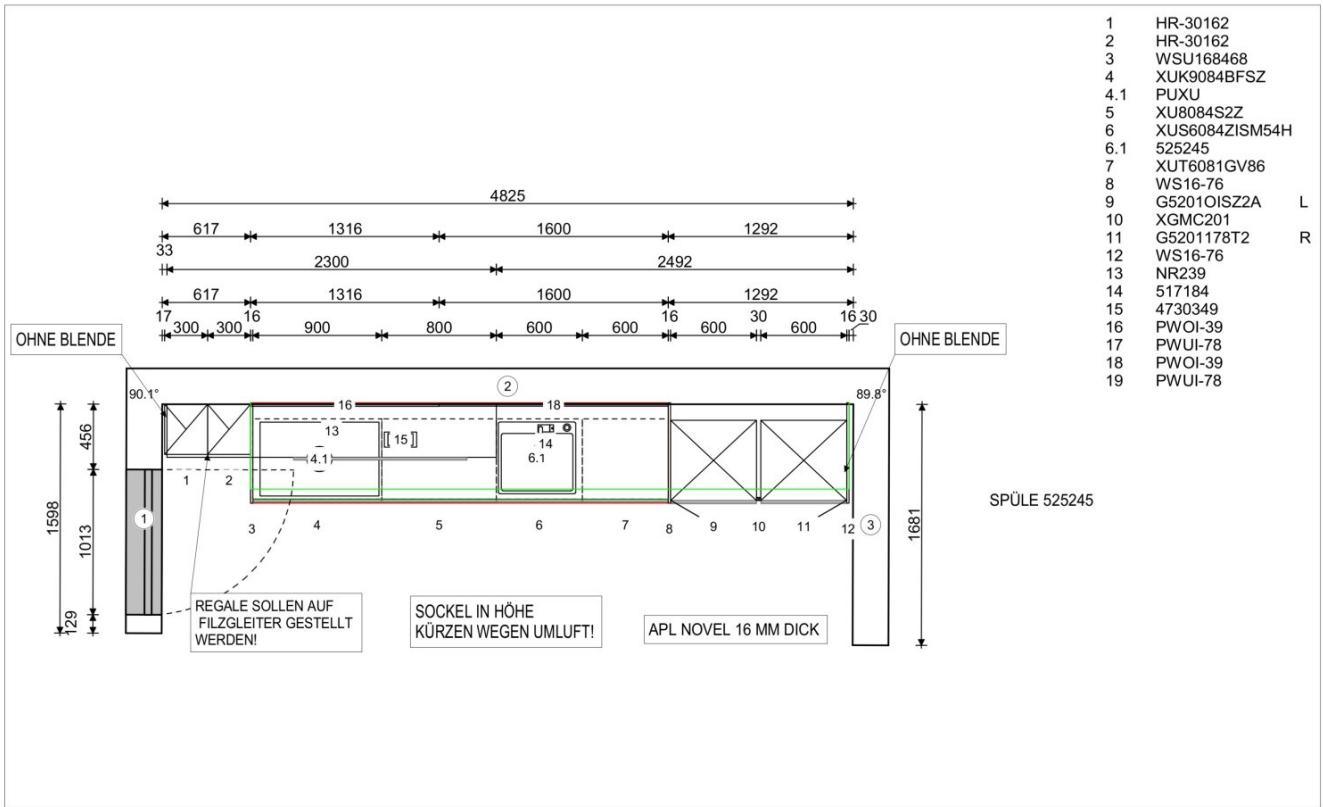 1 HR-30162
2 HR-30162
3 WSU168468
4 XUK9084BFSZ
4.1 PUXU
5 XU8084S2Z
6 XUS6084ZISM54H
6.1 525245
7 XUT6081GV86
8 WS16-76
9 G5201OISZ2A L
10 XGMC201
11 G5201178T2 R
12 WS16-76
13 NR239
14 517184
15 4730349
16 PWOI-39
17 PWUI-78
18 PWOI-39
19 PWUI-78
4825
617 1316 1600 1292
33
2300 2492
617 1316 1600 1292
17 16 16 30 16 30
300 300 900 800 600 600 600 600
OHNE BLENDE
OHNE BLENDE
2
90.1°
89.8°
16 18
13
15
14
4.1
6.1
456
1 2
1598
1013
1
129
3 4 5 6 7 8 9 10 11 12 3
1681
SPÜLE 525245
REGALE SOLLEN AUF
FILZGLEITER GESTELLT
WERDEN!
SOCKEL IN HÖHE
KÜRZEN WEGEN UMLUFT!
APL NOVEL 16 MM DICK